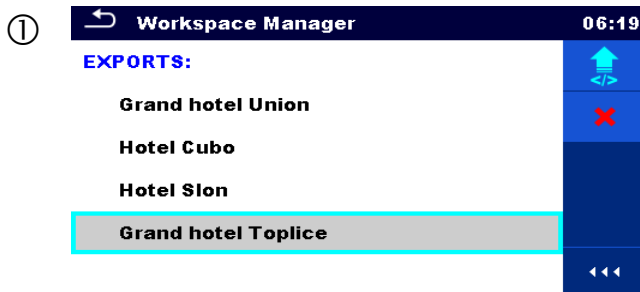 ①
Workspace Manager 06:19
EXPORTS:
</>
Grand hotel Union
Hotel Cubo
Hotel Slon
Grand hotel Toplice